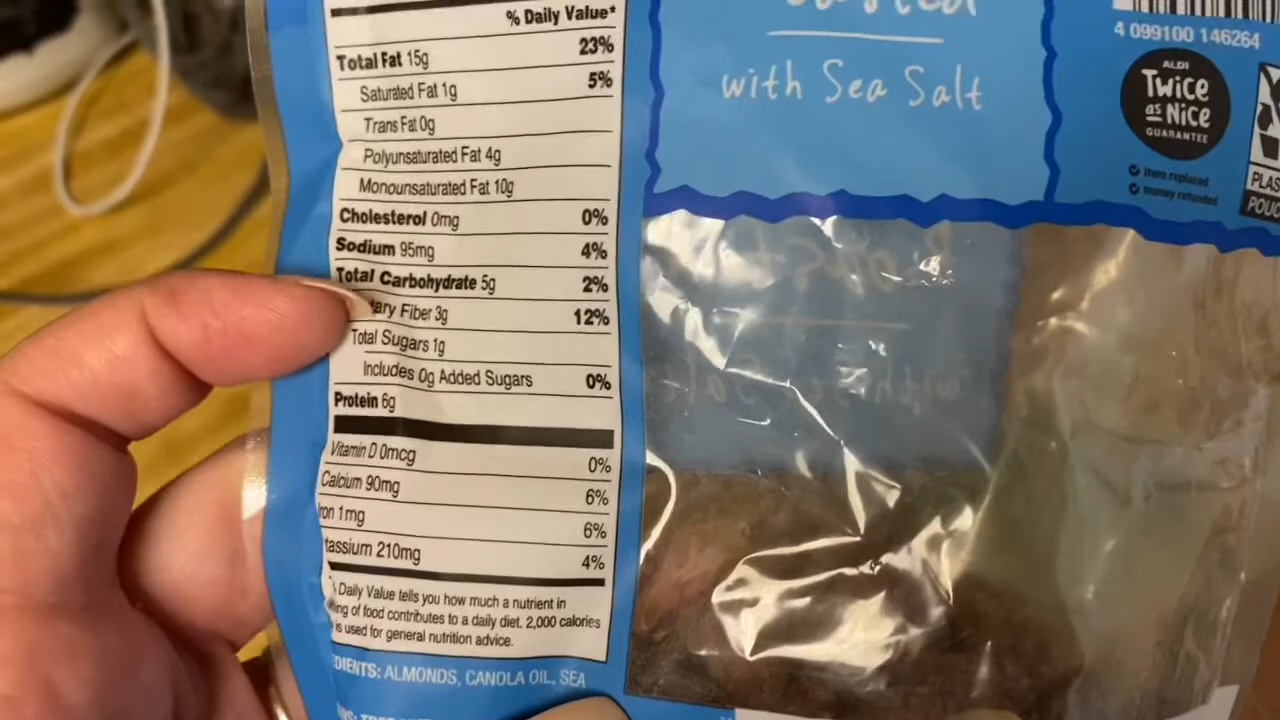 % Daily Value*
Total Fat 15g 23%
Saturated Fat 1g 5%
Trans Fat 0g
Polyunsaturated Fat 4g
Monounsaturated Fat 10g
Cholesterol 0mg 0%
Sodium 95mg 4%
Total Carbohydrate 5g 2%
tary Fiber 3g 12%
Total Sugars 1g
Includes 0g Added Sugars 0%
Protein 6g
Vitamin D 0mcg 0%
Calcium 90mg 6%
Iron 1mg 6%
tassium 210mg 4%
Daily Value tells you how much a nutrient in
ing of food contributes to a daily diet. 2,000 calories
is used for general nutrition advice.
EDIENTS: ALMONDS, CANOLA OIL, SEA
with Sea Salt
4 099100 146264
ALDI
Twice
as Nice
GUARANTEE
item replaced
money refunded
PLAS
POUC